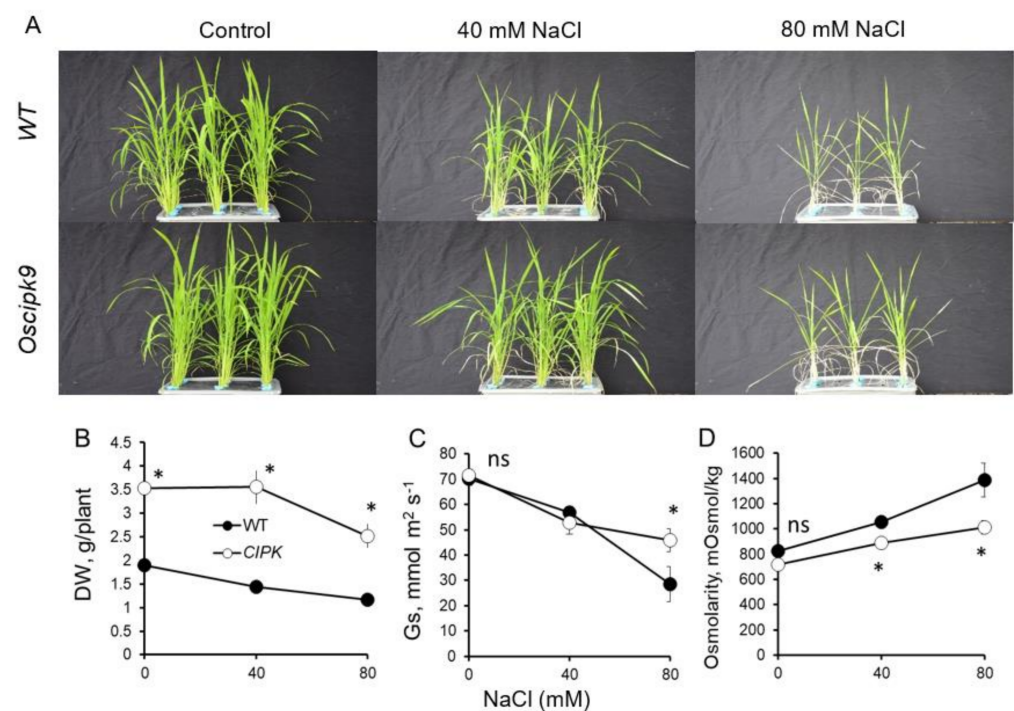 A
Control
40 mM NaCl
80 mM NaCl
WT
Oscipk9
B
DW, g/plant
4.5
4
3.5
3
2.5
2
1.5
1
0.5
0
0
40
80
*
*
*
WT
CIPK
C
Gs, mmol m² s⁻¹
80
70
60
50
40
30
20
10
0
0
40
80
ns
*
NaCl (mM)
D
Osmolarity, mOsmol/kg
1600
1400
1200
1000
800
600
400
200
0
0
40
80
ns
*
*